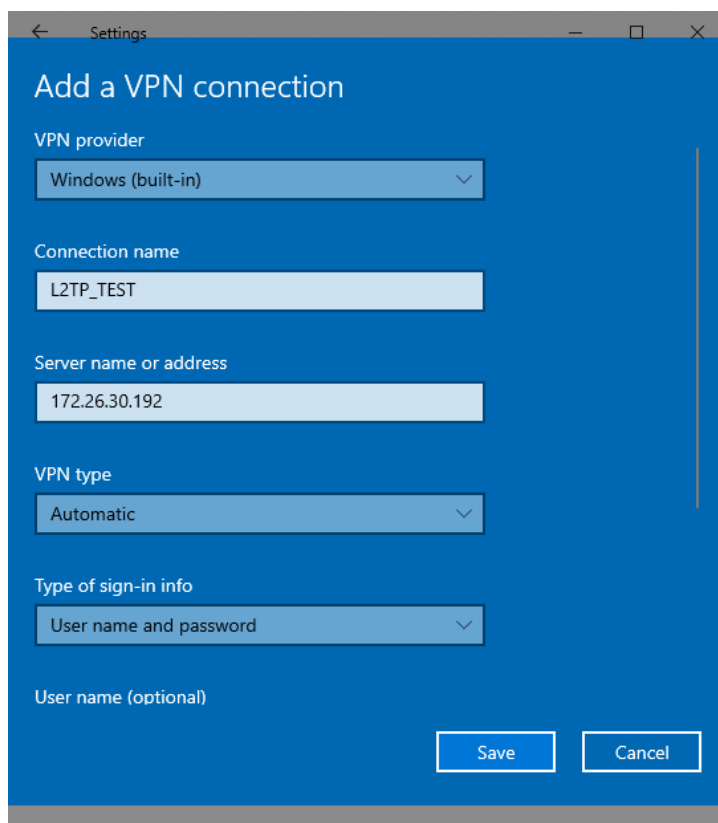 Settings
Add a VPN connection
VPN provider
Windows (built-in)
Connection name
L2TP_TEST
Server name or address
172.26.30.192
VPN type
Automatic
Type of sign-in info
User name and password
User name (optional)
Save Cancel